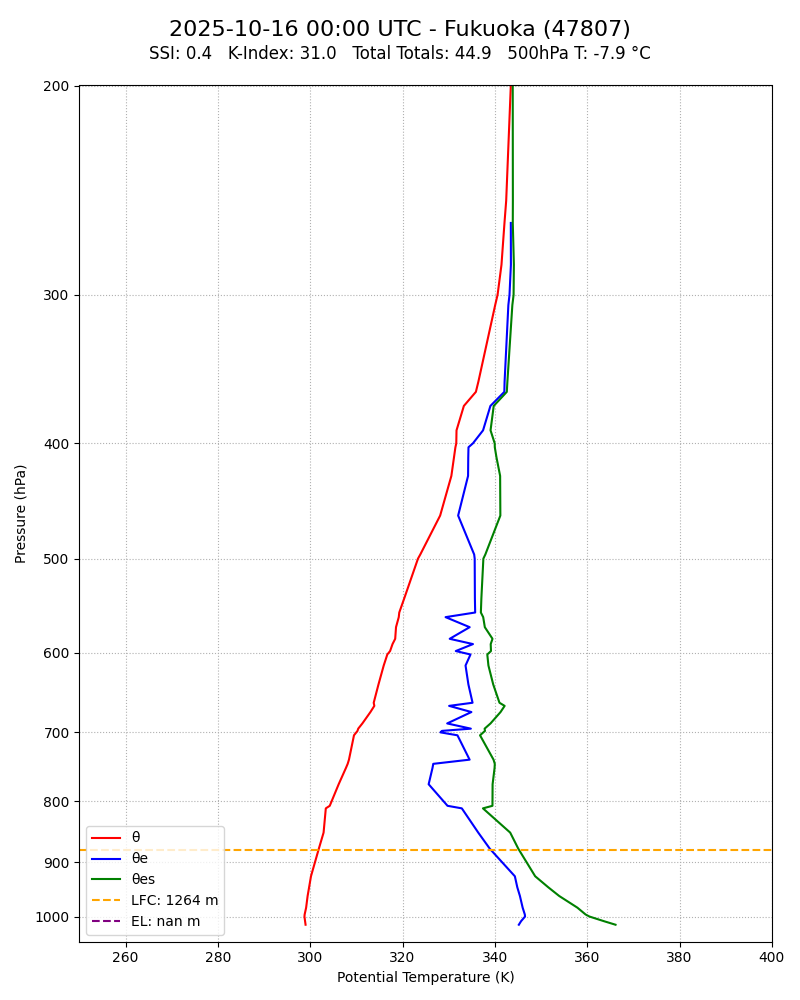 2025-10-16 00:00 UTC - Fukuoka (47807)
SSI: 0.4   K-Index: 31.0   Total Totals: 44.9   500hPa T: -7.9 °C
200
300
400
500
600
700
800
900
1000
Pressure (hPa)
θ
θe
θes
LFC: 1264 m
EL: nan m
260
280
300
320
340
360
380
400
Potential Temperature (K)